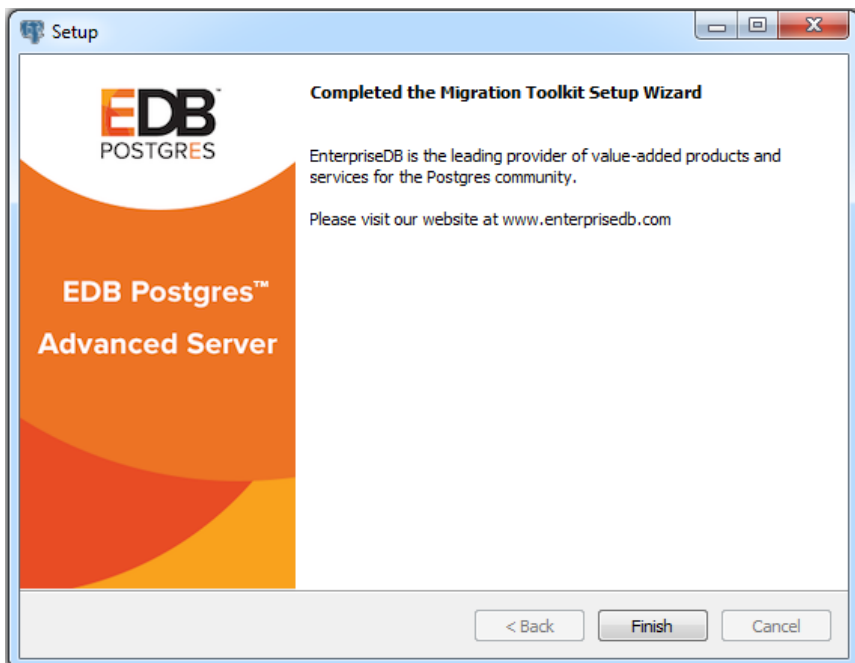 Setup
EDB™
POSTGRES
EDB Postgres™
Advanced Server
Completed the Migration Toolkit Setup Wizard
EnterpriseDB is the leading provider of value-added products and
services for the Postgres community.
Please visit our website at www.enterprisedb.com
< Back
Finish
Cancel